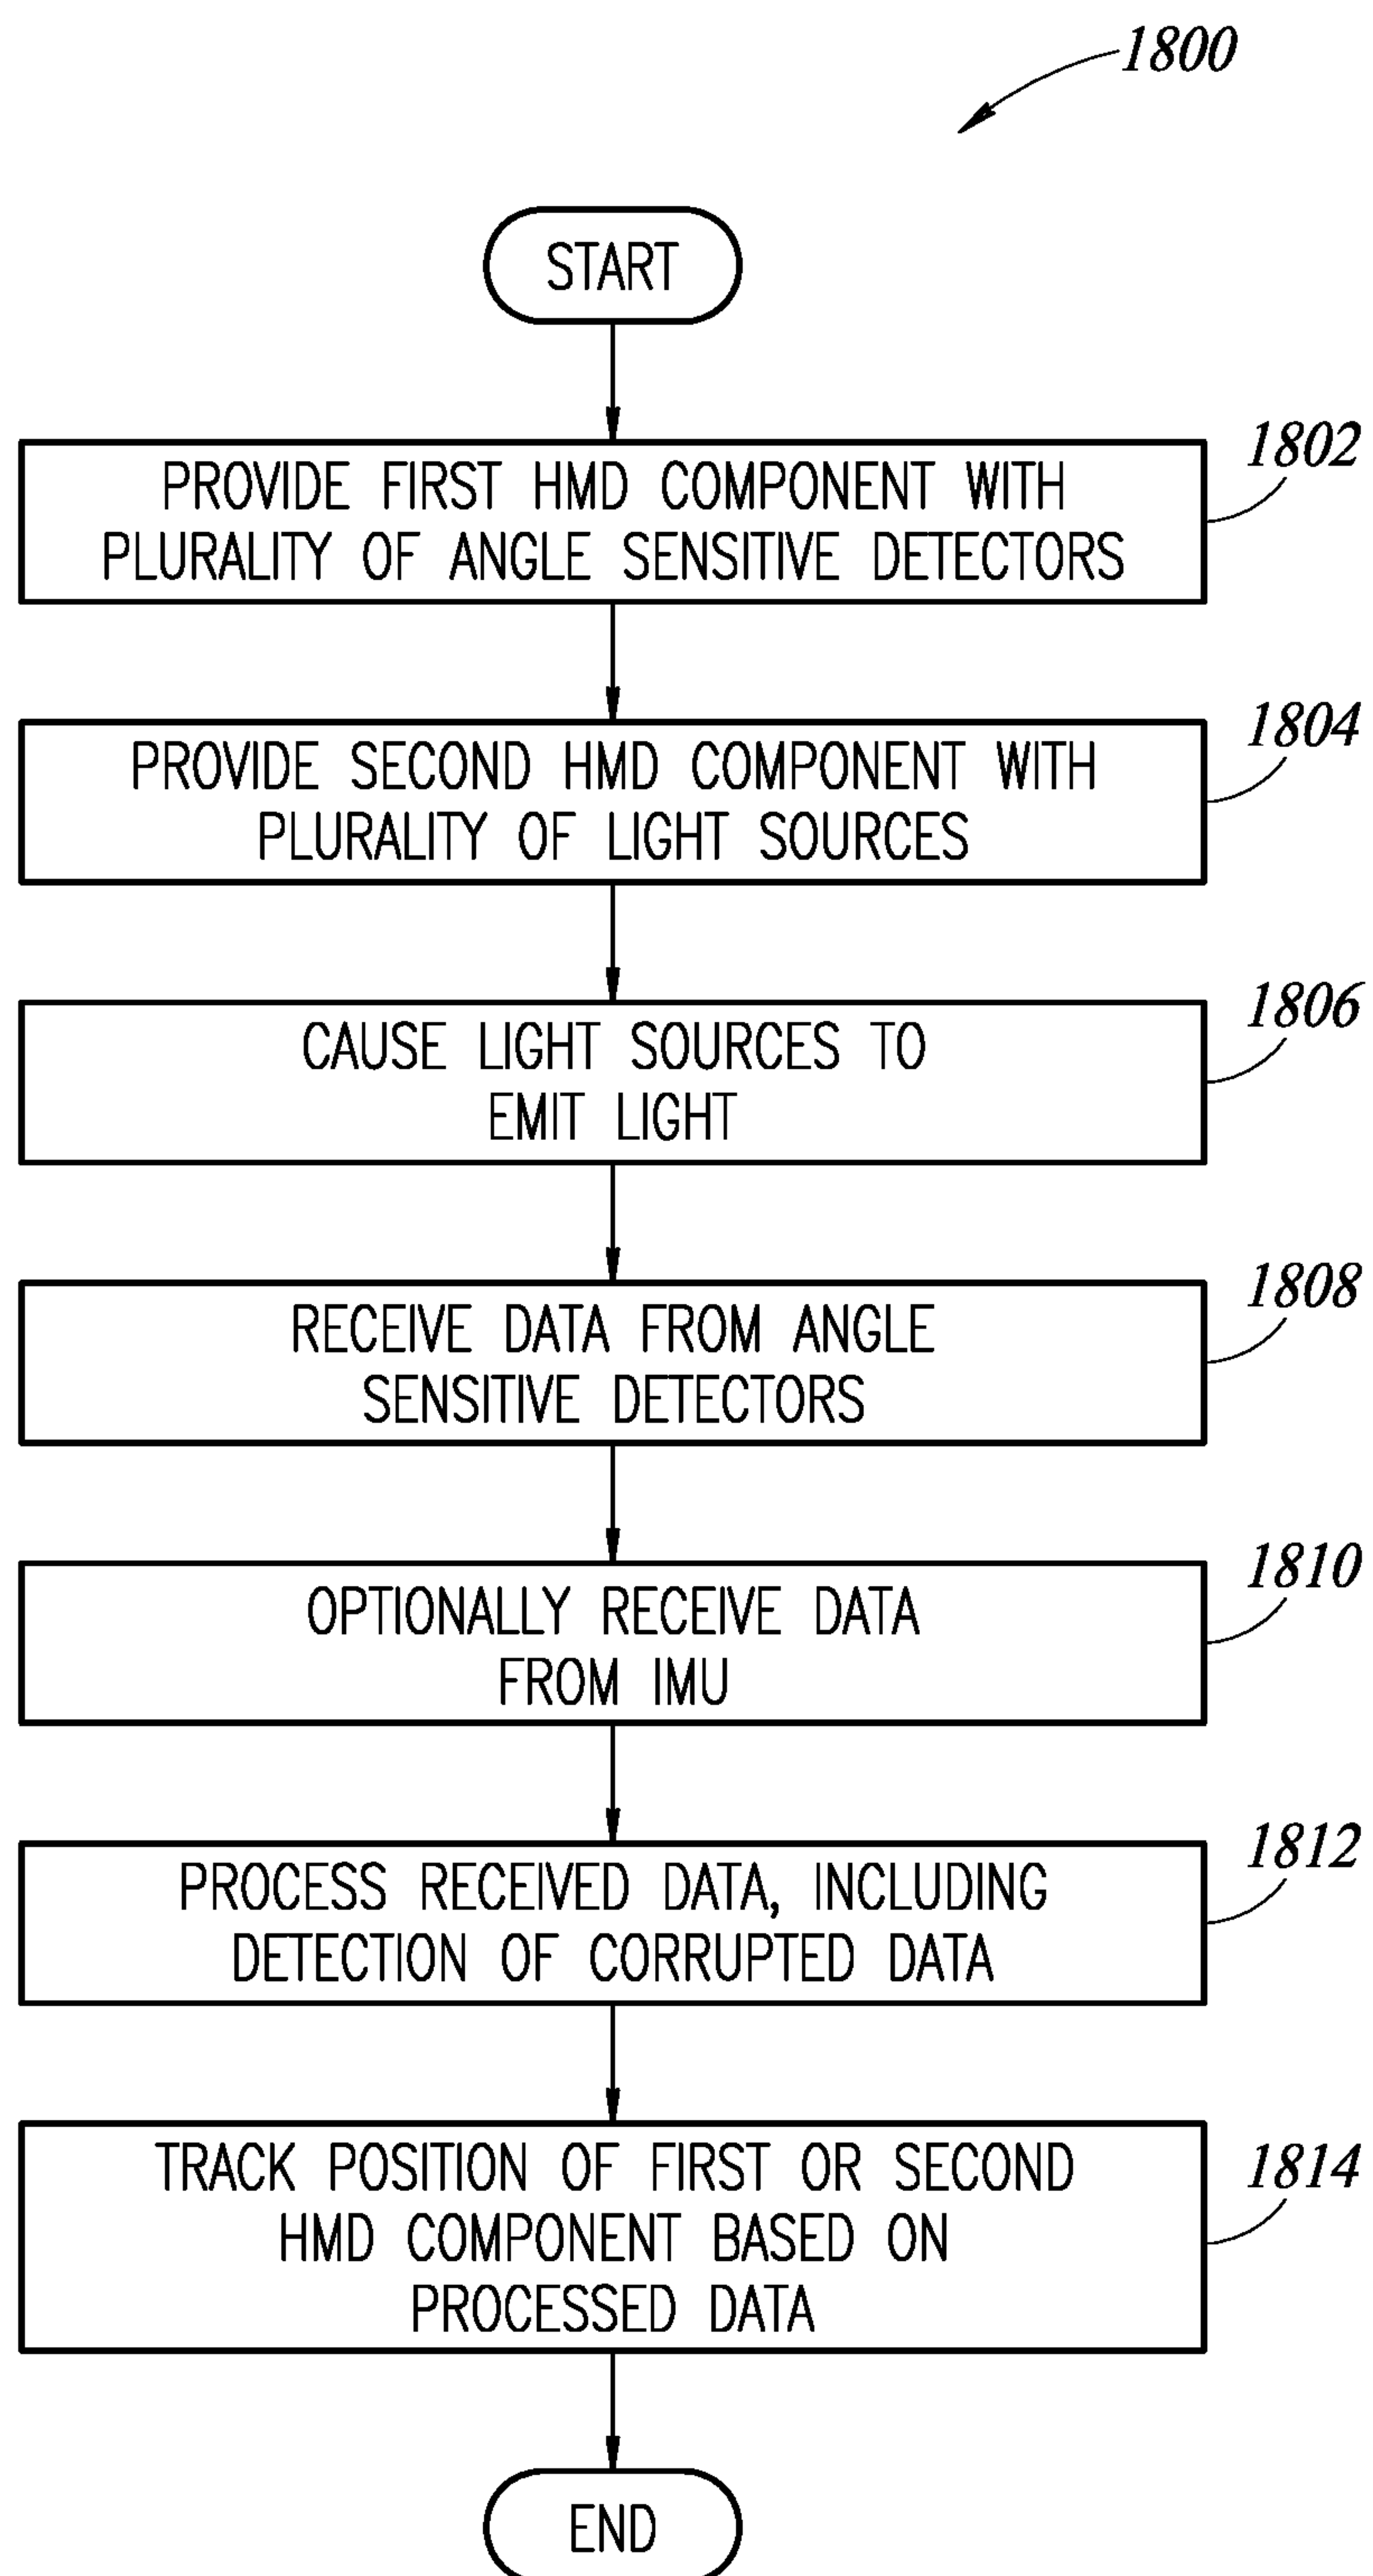 1800
START
1802
PROVIDE FIRST HMD COMPONENT WITH
PLURALITY OF ANGLE SENSITIVE DETECTORS
1804
PROVIDE SECOND HMD COMPONENT WITH
PLURALITY OF LIGHT SOURCES
1806
CAUSE LIGHT SOURCES TO
EMIT LIGHT
1808
RECEIVE DATA FROM ANGLE
SENSITIVE DETECTORS
1810
OPTIONALLY RECEIVE DATA
FROM IMU
1812
PROCESS RECEIVED DATA, INCLUDING
DETECTION OF CORRUPTED DATA
1814
TRACK POSITION OF FIRST OR SECOND
HMD COMPONENT BASED ON
PROCESSED DATA
END